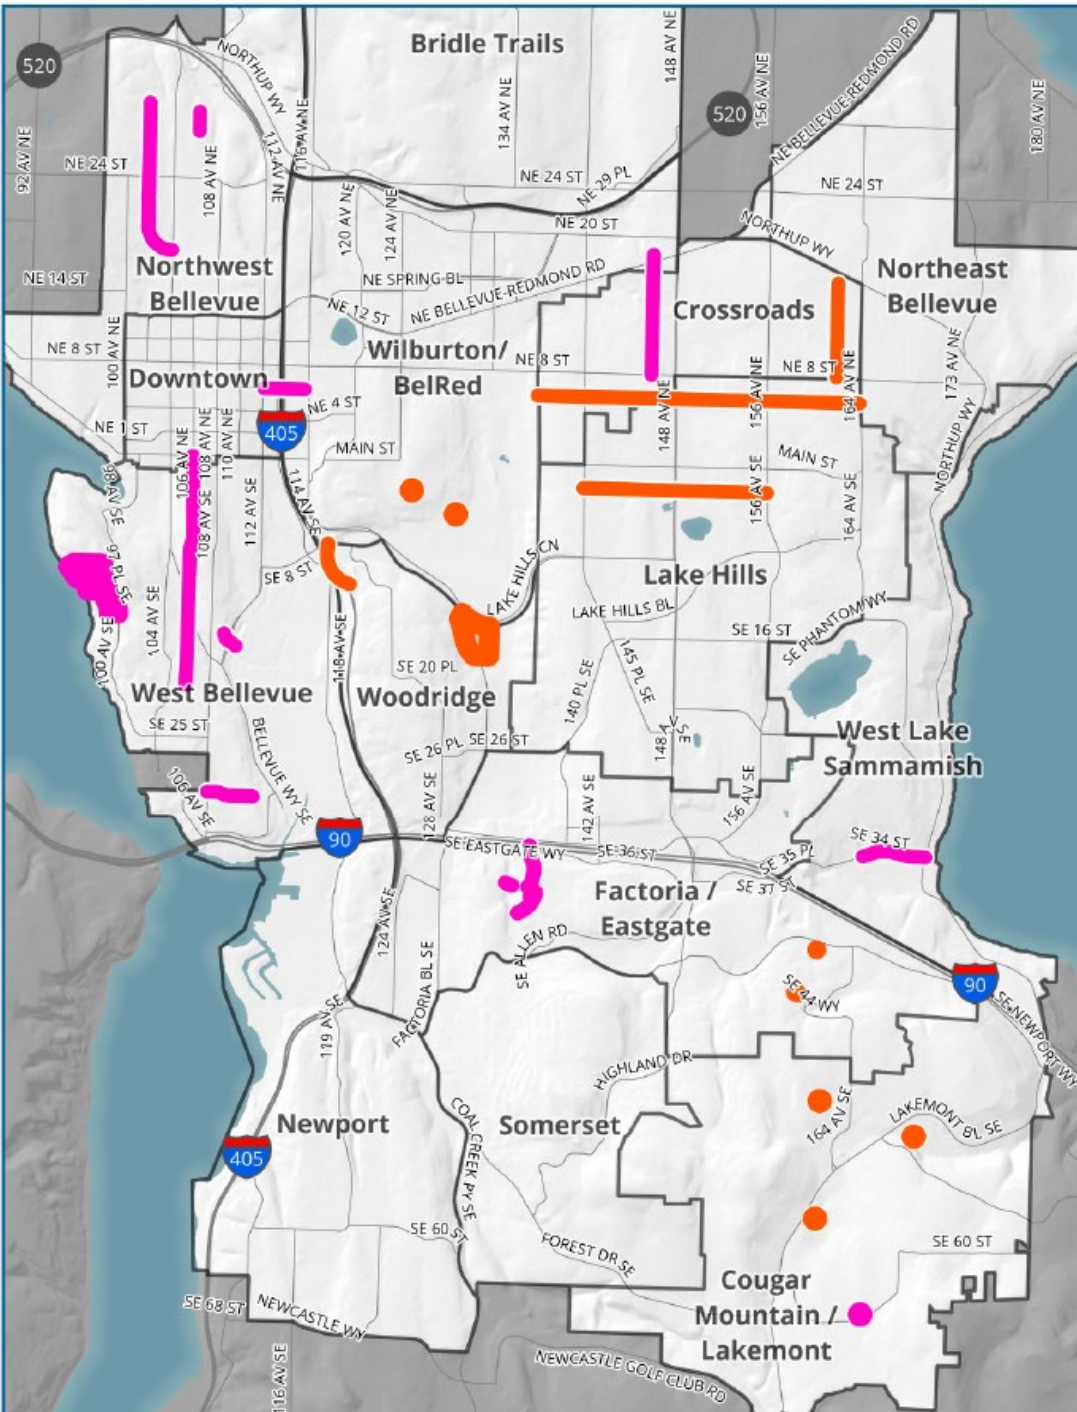 Bridle Trails
520
NORTHUP WY
148 AV NE
520
156 AV NE
NE BELLEVUE-REDMOND RD
180 AV NE
92 AV NE
134 AV NE
116 AV NE
112 AV NE
NE 24 ST
108 AV NE
NE 24 ST
NE 29 PL
NE 24 ST
120 AV NE
124 AV NE
NE 20 ST
NORTHUP WY
NE 14 ST
Northwest
Bellevue
NE SPRING BL
NE BELLEVUE-REDMOND RD
NE 12 ST
Crossroads
Northeast
Bellevue
100 AV NE
NE 8 ST
Wilburton/
BelRed
NE 8 ST
NE 8 ST
156 AV NE
164 AV NE
173 AV NE
Downtown
NE 4 ST
148 AV NE
NE 1 ST
405
106 AV NE
108 AV NE
110 AV NE
MAIN ST
MAIN ST
NORTHUP WY
98 AV SE
108 AV SE
112 AV SE
114 AV SE
156 AV SE
164 AV SE
97 PL SE
SE 8 ST
LAKE HILLS CN
Lake Hills
100 AV SE
104 AV SE
118 AV SE
LAKE HILLS BL
SE 16 ST
SE PHANTOM WY
SE 20 PL
145 PL SE
140 PL SE
West Bellevue
Woodridge
SE 25 ST
BELLEVUE WY SE
SE 26 PL
SE 26 ST
148 AV SE
West Lake
Sammamish
106 AV SE
128 AV SE
142 AV SE
156 AV SE
90
SE EASTGATE WY
SE 36 ST
SE 35 PL
SE 34 ST
SE 37 ST
Factoria /
Eastgate
124 AV SE
SE ALLEN RD
FACTORIA BL SE
SE 44 WY
90
SE NEWPORT WY
119 AV SE
HIGHLAND DR
Newport
Somerset
COAL CREEK PY SE
164 AV SE
LAKEMONT BL SE
405
SE 60 ST
FOREST DR SE
SE 60 ST
Cougar
Mountain /
Lakemont
SE 68 ST
NEWCASTLE WY
116 AV SE
NEWCASTLE GOLF CLUB RD